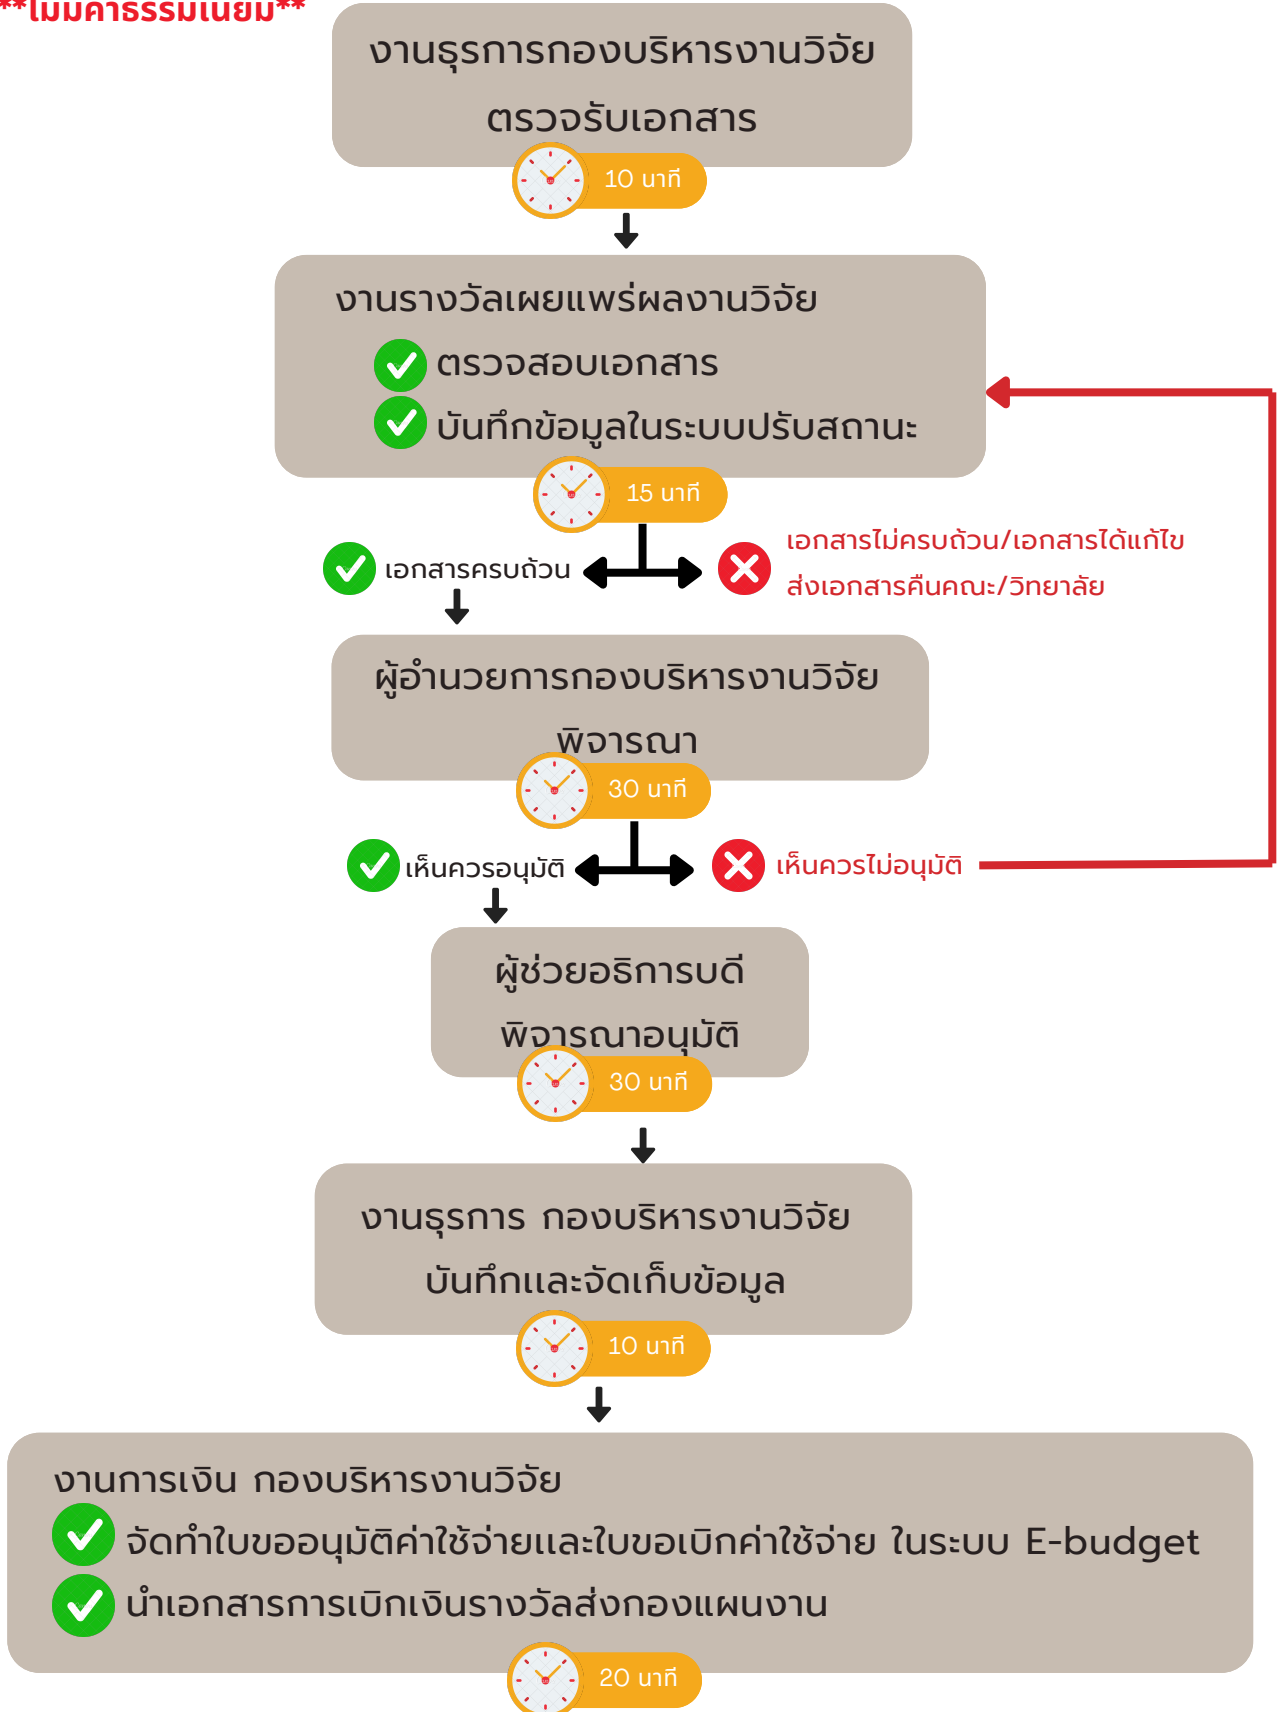 **ไม่มีค่าธรรมเนียม**
งานธุรการกองบริหารงานวิจัย
ตรวจรับเอกสาร
10 นาที
งานรางวัลเผยแพร่ผลงานวิจัย
ตรวจสอบเอกสาร
บันทึกข้อมูลในระบบปรับสถานะ
15 นาที
เอกสารครบถ้วน
เอกสารไม่ครบถ้วน/เอกสารได้แก้ไข
ส่งเอกสารคืนคณะ/วิทยาลัย
ผู้อำนวยการกองบริหารงานวิจัย
พิจารณา
30 นาที
เห็นควรอนุมัติ
เห็นควรไม่อนุมัติ
ผู้ช่วยอธิการบดี
พิจารณาอนุมัติ
30 นาที
งานธุรการ กองบริหารงานวิจัย
บันทึกและจัดเก็บข้อมูล
10 นาที
งานการเงิน กองบริหารงานวิจัย
จัดทำใบขออนุมัติค่าใช้จ่ายและใบขอเบิกค่าใช้จ่าย ในระบบ E-budget
นำเอกสารการเบิกเงินรางวัลส่งกองแผนงาน
20 นาที